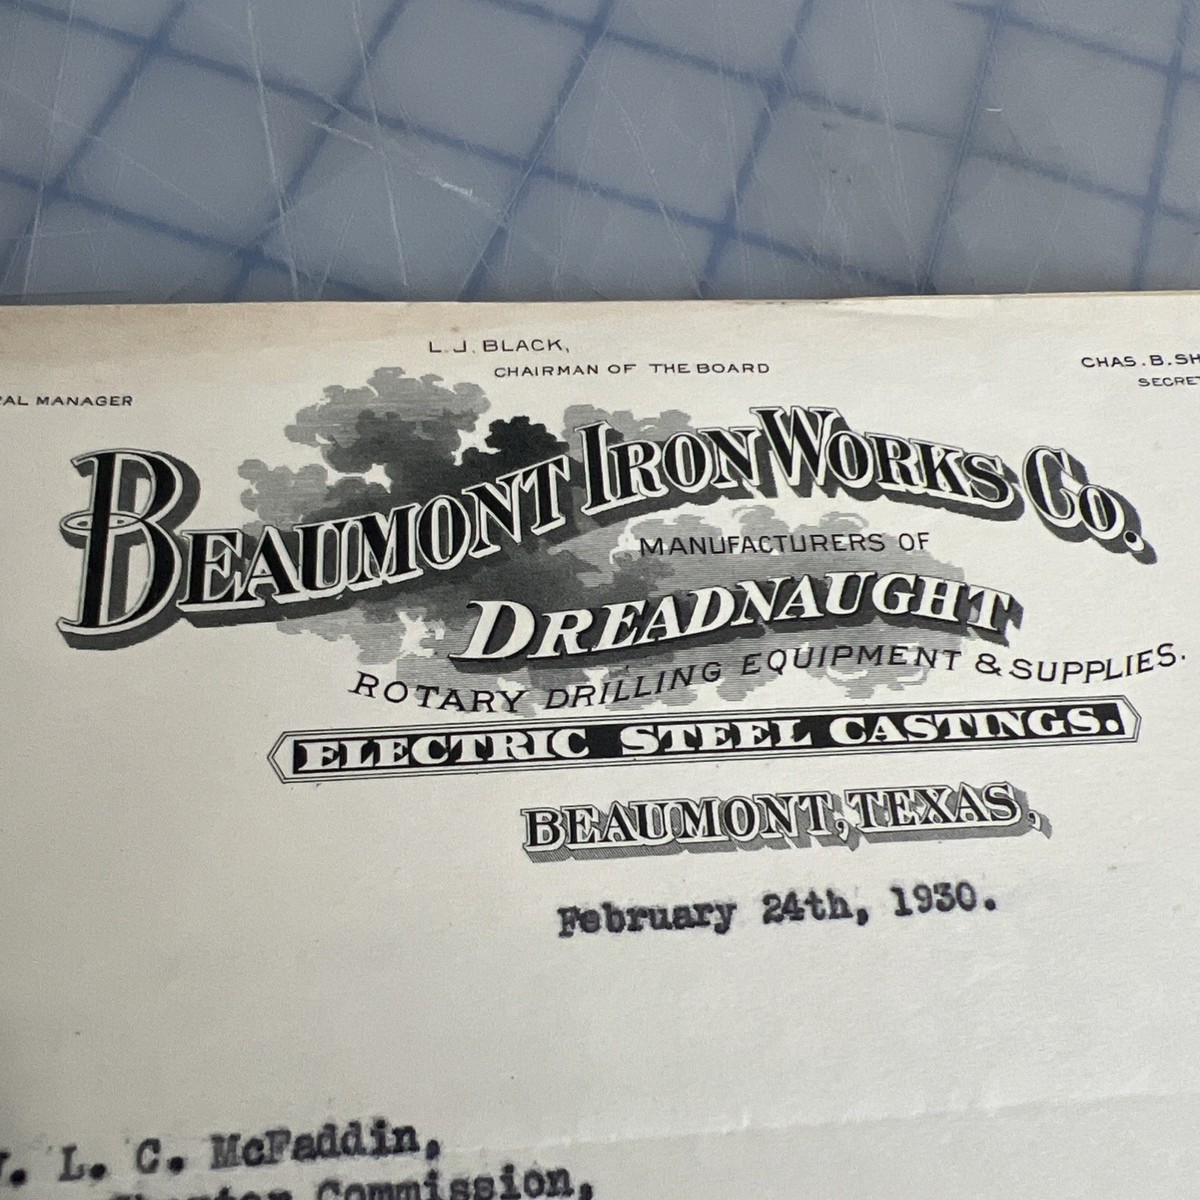 L. J. BLACK,
CHAIRMAN OF THE BOARD
CHAS. B. SH
SECRET
AL MANAGER
BEAUMONT IRON WORKS CO.
MANUFACTURERS OF
DREADNAUGHT
ROTARY DRILLING EQUIPMENT & SUPPLIES.
ELECTRIC STEEL CASTINGS.
BEAUMONT, TEXAS,
February 24th, 1930.
. L. C. McFaddin,
Charter Commission,